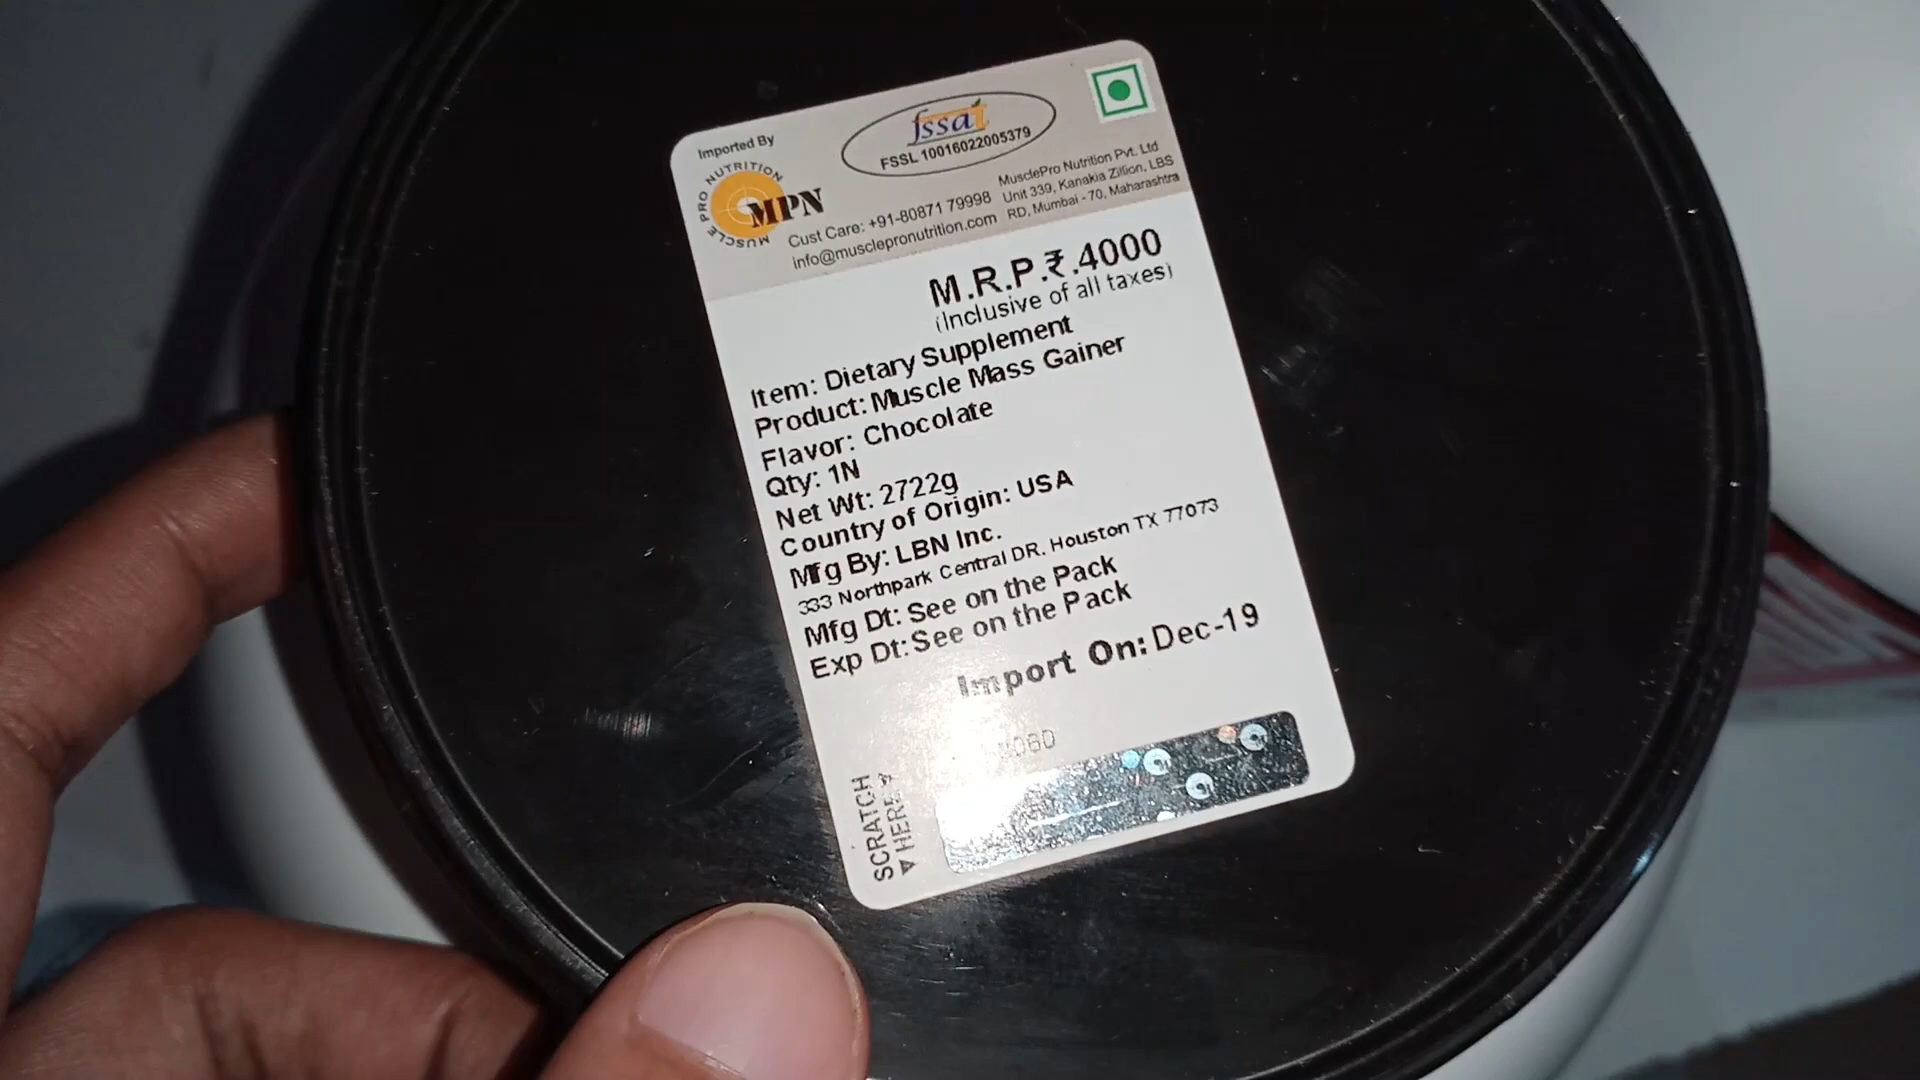 Imported By
MUSCLE PRO NUTRITION
MPN
fssai
FSSL 10016022005379
Cust Care: +91-80871 79998
info@musclepronutrition.com
MusclePro Nutrition Pvt. Ltd
Unit 339, Kanakia Zillion, LBS
RD, Mumbai - 70, Maharashtra
M.R.P.₹.4000
(Inclusive of all taxes)
Item: Dietary Supplement
Product: Muscle Mass Gainer
Flavor: Chocolate
Qty: 1N
Net Wt: 2722g
Country of Origin: USA
Mfg By: LBN Inc.
333 Northpark Central DR. Houston TX 77073
Mfg Dt: See on the Pack
Exp Dt: See on the Pack
Import On: Dec-19
SCRATCH
HERE